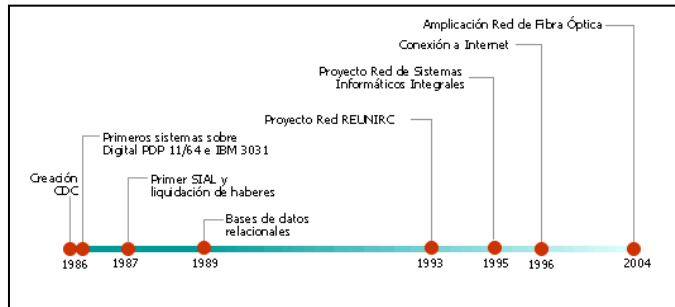 Amplicación Red de Fibra Óptica
Conexión a Internet
Proyecto Red de Sistemas
Informáticos Integrales
Proyecto Red REUNIRC
Primeros sistemas sobre
Digital PDP 11/64 e IBM 3031
Creación
CDC
Primer SIAL y
liquidación de haberes
Bases de datos
relacionales
1986
1987
1989
1993
1995
1996
2004